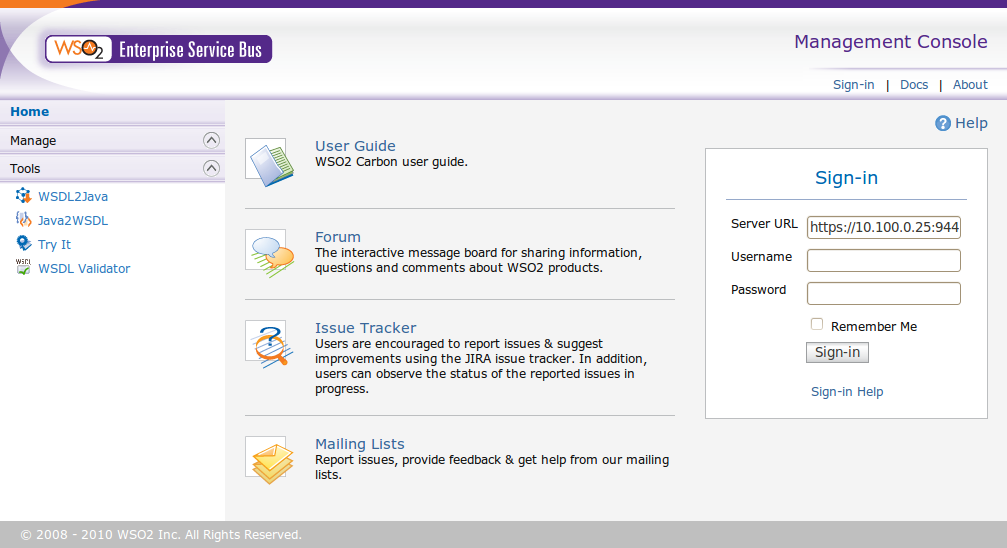 WSO2 Enterprise Service Bus
Management Console
Sign-in | Docs | About
Home
Manage
Tools
WSDL2Java
Java2WSDL
Try It
WSDL
WSDL Validator
Help
User Guide
WSO2 Carbon user guide.
Forum
The interactive message board for sharing information,
questions and comments about WSO2 products.
Issue Tracker
Users are encouraged to report issues & suggest
improvements using the JIRA issue tracker. In addition,
users can observe the status of the reported issues in
progress.
Mailing Lists
Report issues, provide feedback & get help from our mailing
lists.
Sign-in
Server URL https://10.100.0.25:944
Username
Password
Remember Me
Sign-in
Sign-in Help
© 2008 - 2010 WSO2 Inc. All Rights Reserved.